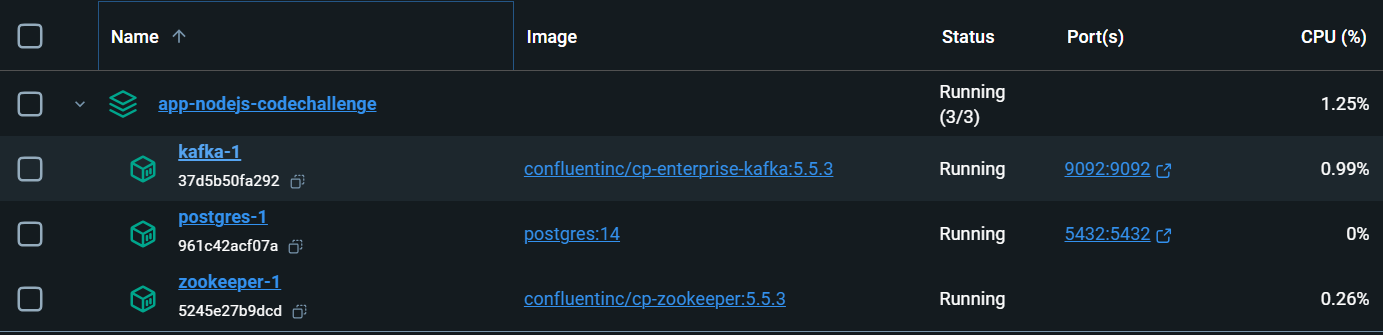 Name Image Status Port(s) CPU (%)
app-nodejs-codechallenge Running (3/3) 1.25%
kafka-1
37d5b50fa292 confluentinc/cp-enterprise-kafka:5.5.3 Running 9092:9092 0.99%
postgres-1
961c42acf07a postgres:14 Running 5432:5432 0%
zookeeper-1
5245e27b9dcd confluentinc/cp-zookeeper:5.5.3 Running 0.26%